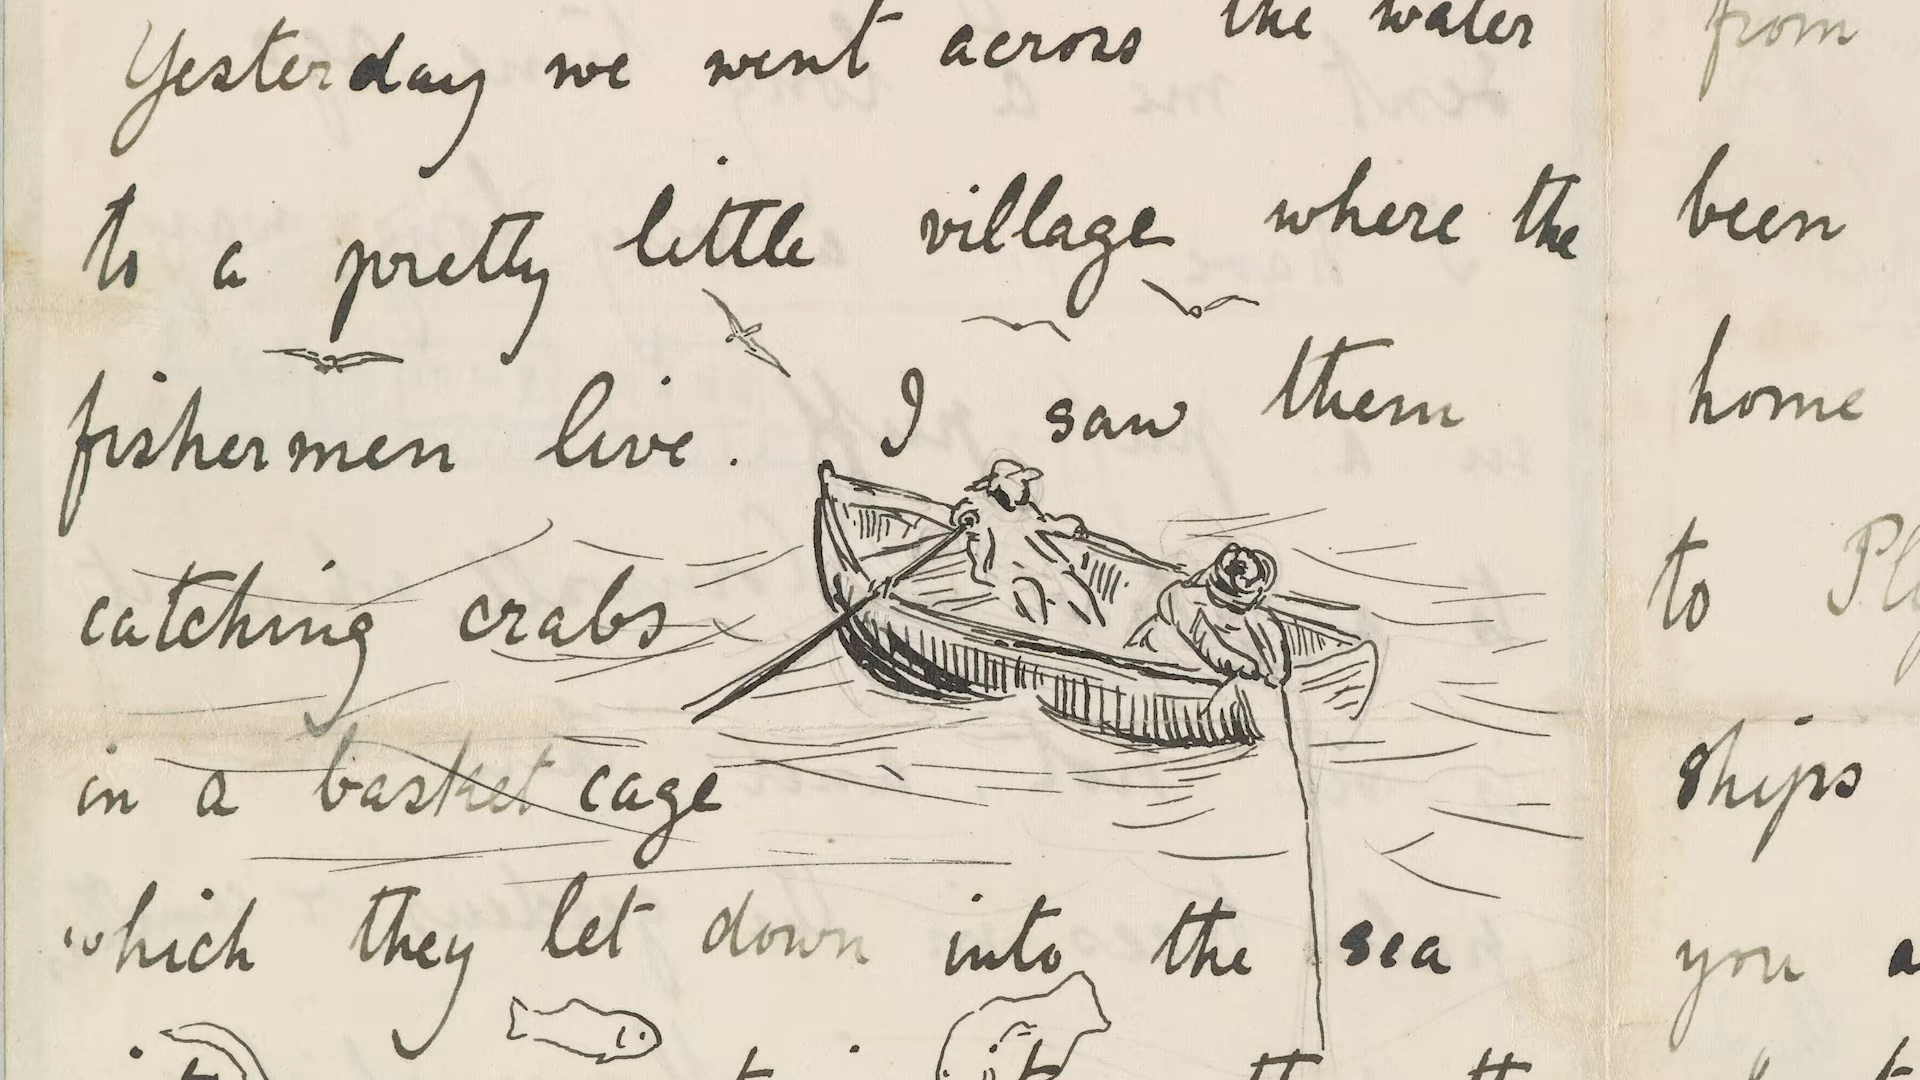 Yesterday we went across the water
to a pretty little village where the
fishermen live. I saw them
catching crabs
in a basket cage
which they let down into the sea
from
been
home
to
ships
you